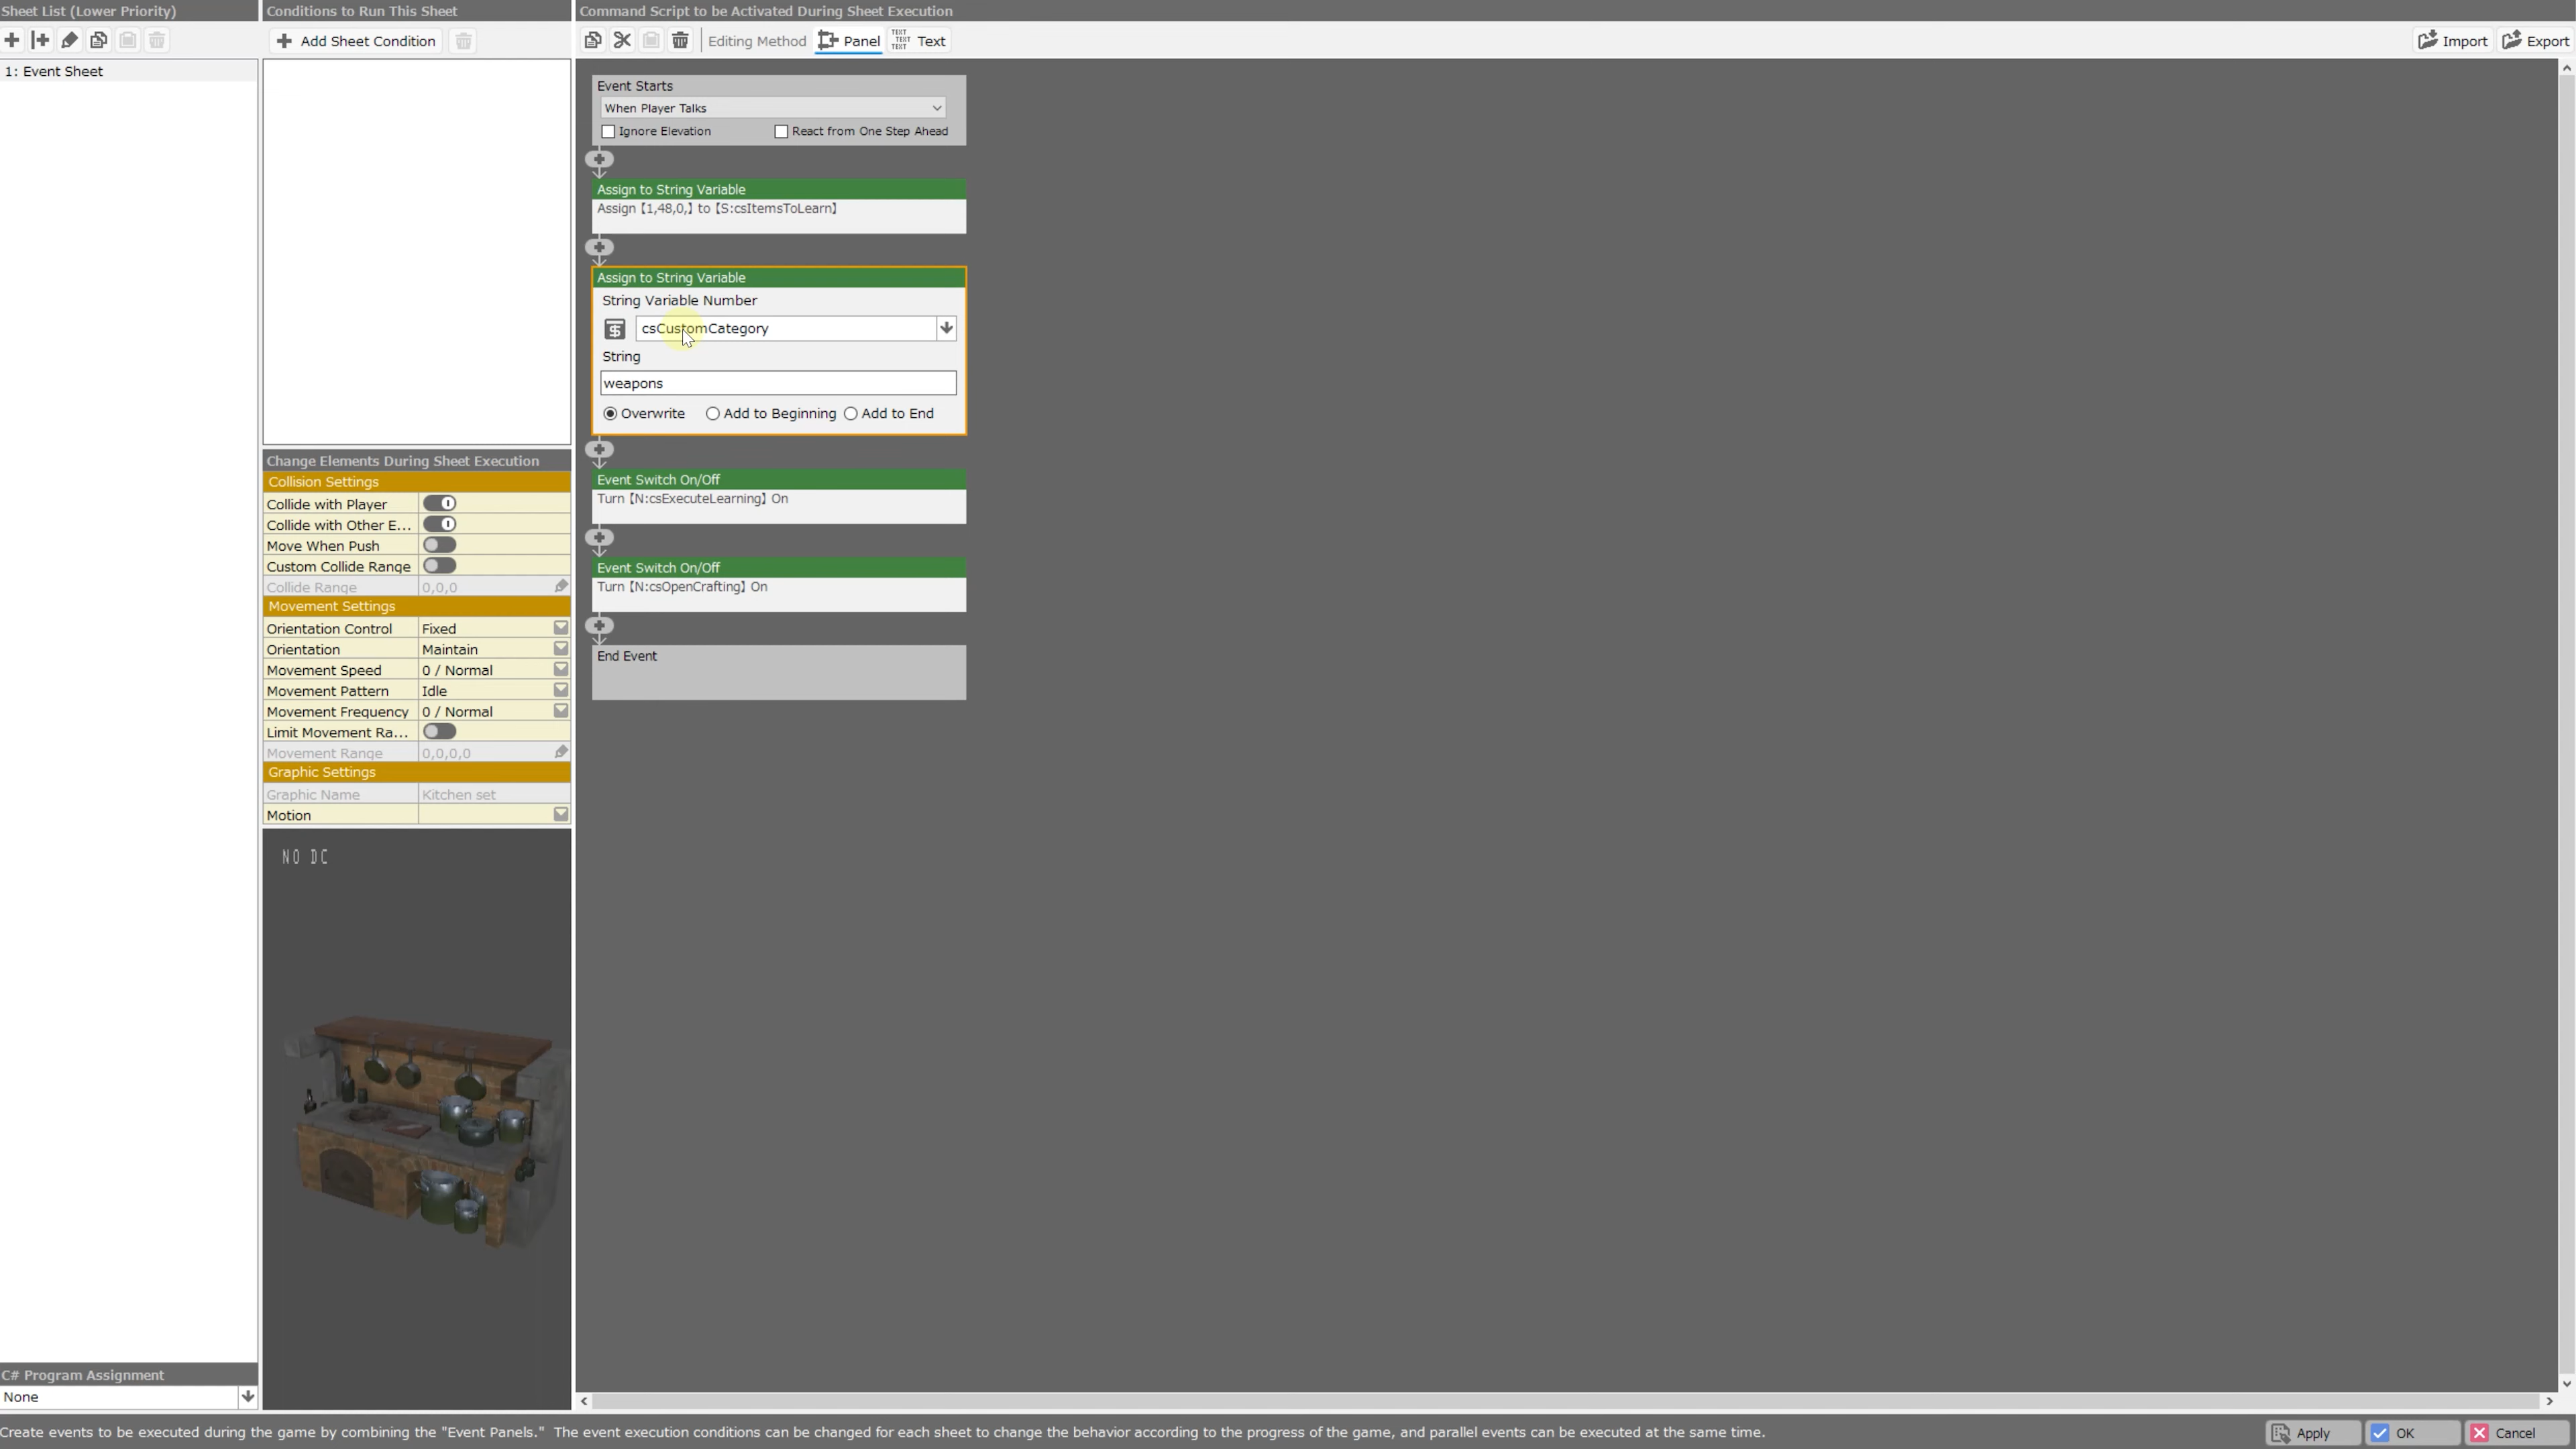 Sheet List (Lower Priority)
1: Event Sheet
C# Program Assignment
None
Conditions to Run This Sheet
Add Sheet Condition
Change Elements During Sheet Execution
Collision Settings
Collide with Player
Collide with Other E...
Move When Push
Custom Collide Range
Collide Range 0,0,0
Movement Settings
Orientation Control Fixed
Orientation Maintain
Movement Speed 0 / Normal
Movement Pattern Idle
Movement Frequency 0 / Normal
Limit Movement Ra...
Movement Range 0,0,0,0
Graphic Settings
Graphic Name Kitchen set
Motion
NO DC
Command Script to be Activated During Sheet Execution
Editing Method Panel TEXT TEXT TEXT Text Import Export
Event Starts
When Player Talks
Ignore Elevation React from One Step Ahead
Assign to String Variable
Assign【1,48,0,】to【S:csItemsToLearn】
Assign to String Variable
String Variable Number
csCustomCategory
String
weapons
Overwrite Add to Beginning Add to End
Event Switch On/Off
Turn【N:csExecuteLearning】On
Event Switch On/Off
Turn【N:csOpenCrafting】On
End Event
Create events to be executed during the game by combining the "Event Panels." The event execution conditions can be changed for each sheet to change the behavior according to the progress of the game, and parallel events can be executed at the same time.
Apply OK Cancel